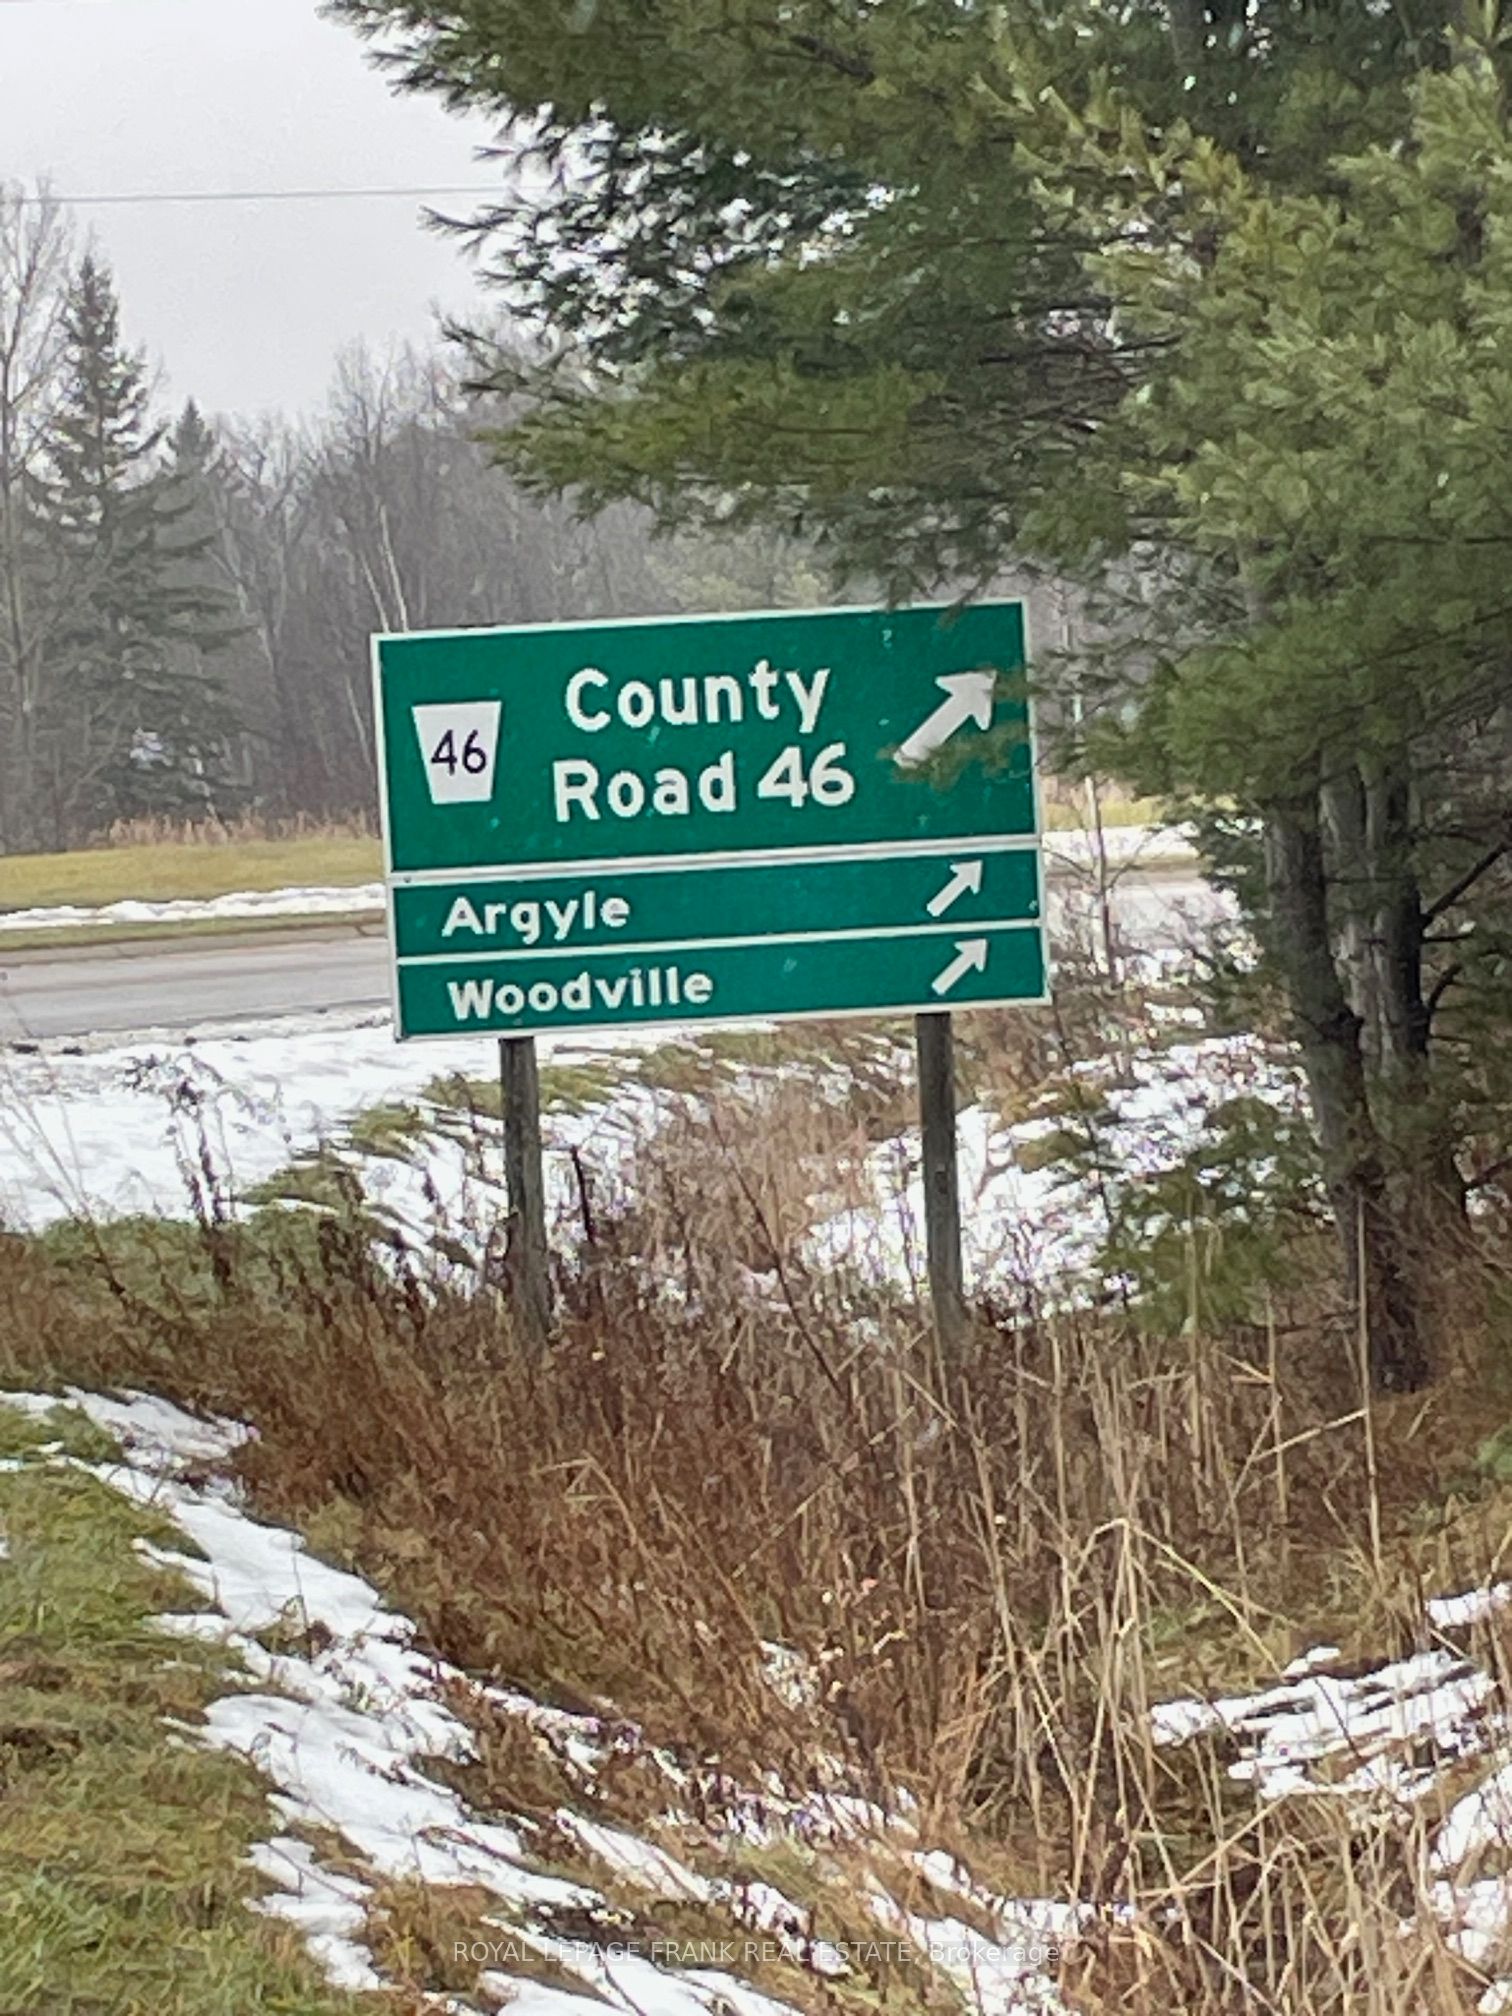 46
County
Road 46
Argyle
Woodville
ROYAL LEPAGE FRANK REAL ESTATE, Brokerage